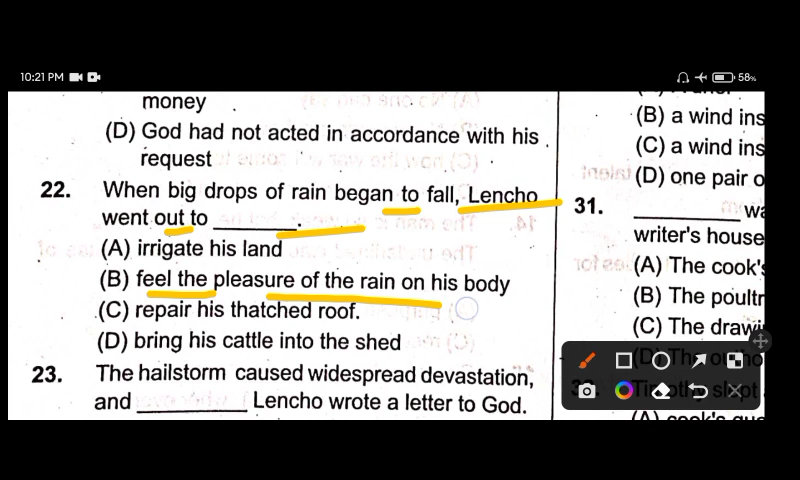 10:21 PM
58%
money
(D) God had not acted in accordance with his
request
22. When big drops of rain began to fall, Lencho
went out to ________.
(A) irrigate his land
(B) feel the pleasure of the rain on his body
(C) repair his thatched roof.
(D) bring his cattle into the shed
23. The hailstorm caused widespread devastation,
and __________ Lencho wrote a letter to God.
(B) a wind ins
(C) a wind ins
(D) one pair o
31. __________ wa
writer's house
(A) The cook's
(B) The poultr
(C) The drawi